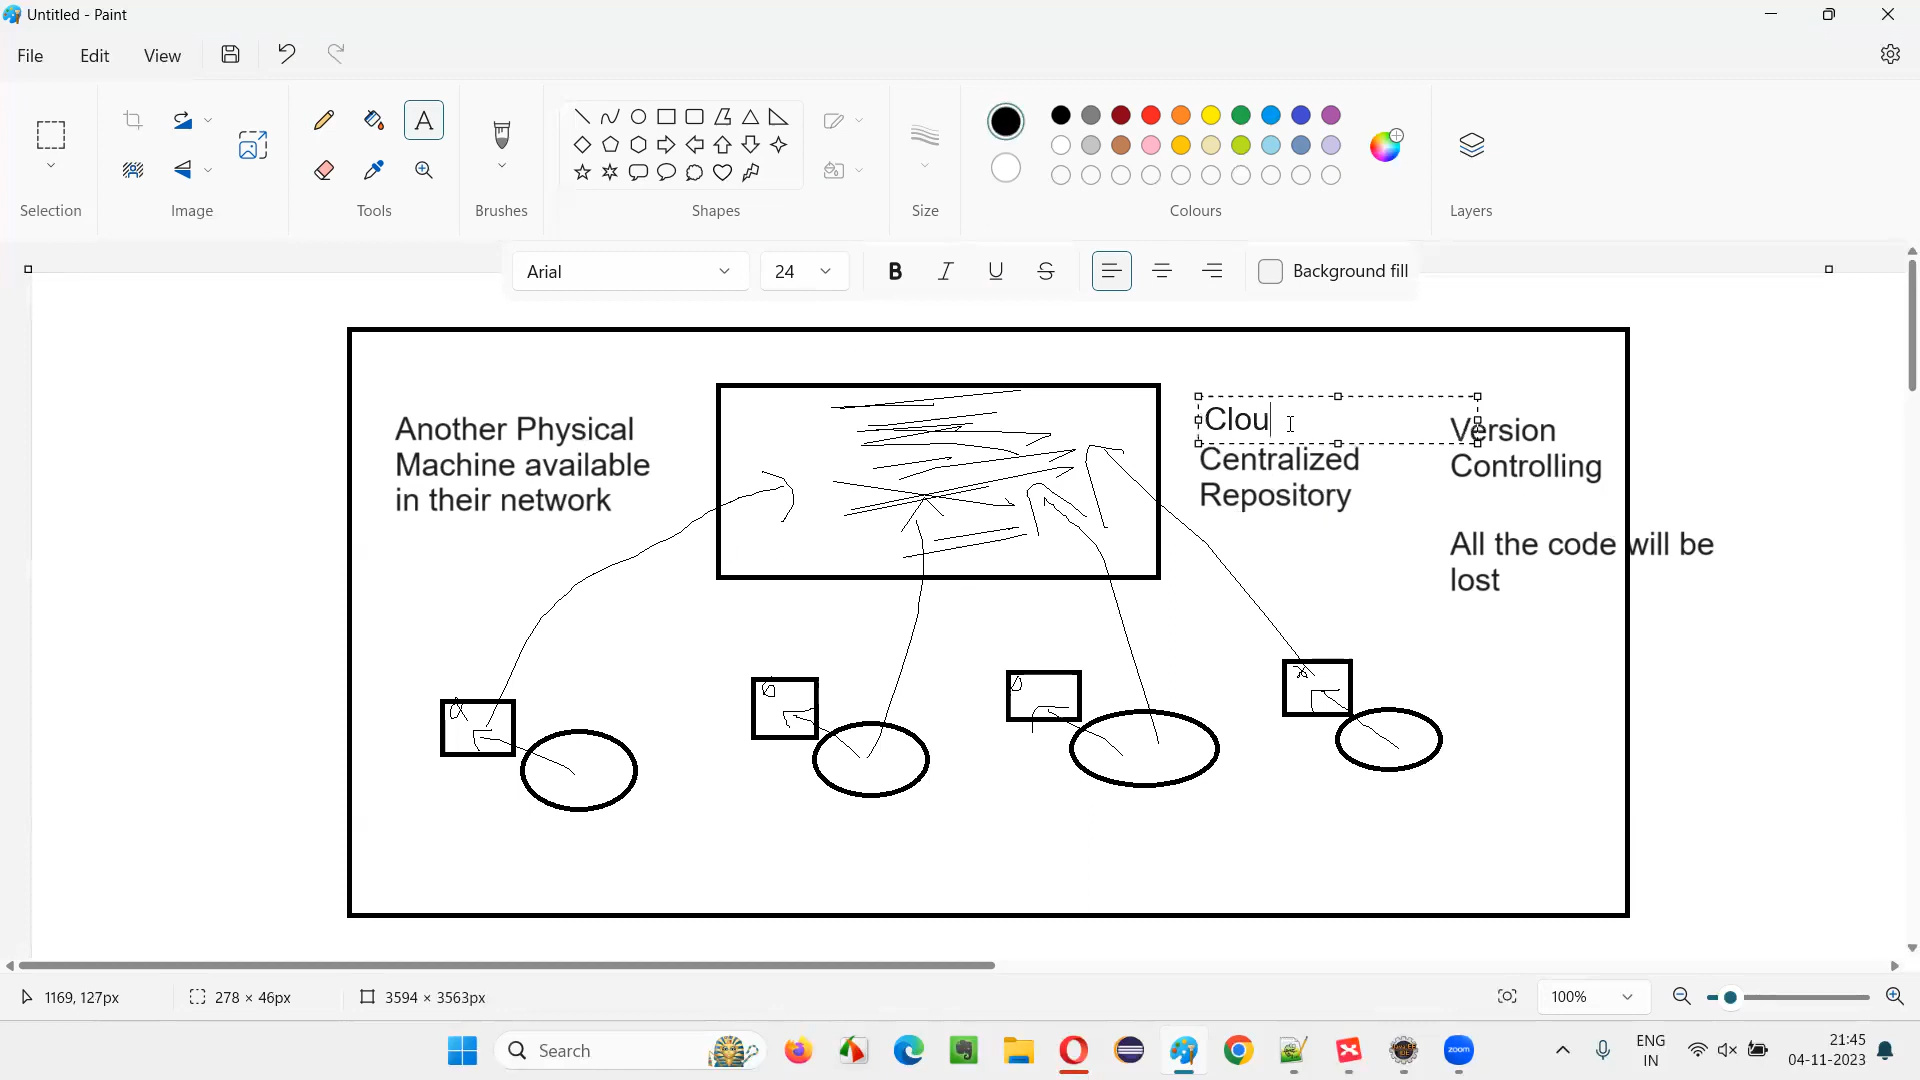 Untitled - Paint
File
Edit
View
Selection
Image
Tools
Brushes
Shapes
Size
Colours
Layers
Arial
24
B
I
U
S
Background fill
Another Physical
Machine available
in their network
Clou
Centralized
Repository
Version
Controlling
All the code will be
lost
1169, 127px
278 × 46px
3594 × 3563px
100%
Search
zoom
ENG
IN
21:45
04-11-2023